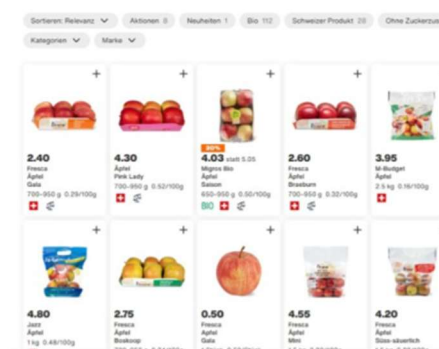 Sortieren: Relevanz
Aktionen 8
Neuheiten 1
Bio 112
Schweizer Produkt 28
Ohne Zuckerzus
Kategorien
Marke
2.40
Fresca
Äpfel
Gala
700-950 g 0.29/100g
4.30
Äpfel
Pink Lady
700-950 g 0.52/100g
20%
4.03 statt 5.05
Migros Bio
Äpfel
Saison
650-950 g 0.50/100g
BIO
2.60
Fresca
Äpfel
Braeburn
700-950 g 0.32/100g
3.95
M-Budget
Äpfel
2.5 kg 0.16/100g
4.80
Jazz
Äpfel
1 kg 0.48/100g
2.75
Fresca
Äpfel
Boskoop
0.50
Fresca
Äpfel
Gala
4.55
Fresca
Äpfel
Mini
4.20
Fresca
Äpfel
Süss-säuerlich